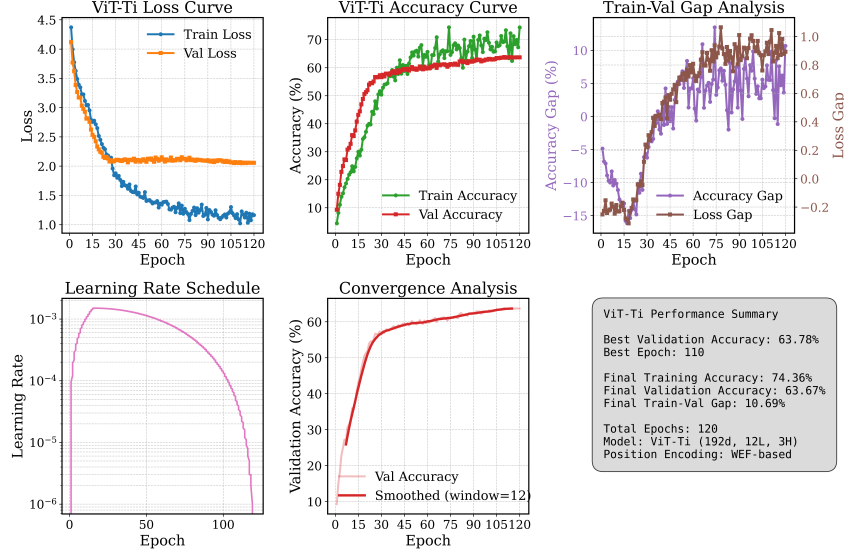 ViT-Ti Loss Curve
4.5
4.0
3.5
3.0
2.5
2.0
1.5
1.0
Loss
Train Loss
Val Loss
0 15 30 45 60 75 90 105 120
Epoch
ViT-Ti Accuracy Curve
70
60
50
40
30
20
10
Accuracy (%)
Train Accuracy
Val Accuracy
0 15 30 45 60 75 90 105 120
Epoch
Train-Val Gap Analysis
10
5
0
−5
−10
−15
Accuracy Gap (%)
1.0
0.8
0.6
0.4
0.2
0.0
−0.2
Loss Gap
Accuracy Gap
Loss Gap
0 15 30 45 60 75 90 105 120
Epoch
Learning Rate Schedule
10⁻³
10⁻⁴
10⁻⁵
10⁻⁶
Learning Rate
0 50 100
Epoch
Convergence Analysis
60
50
40
30
20
10
Validation Accuracy (%)
Val Accuracy
Smoothed (window=12)
0 15 30 45 60 75 90 105 120
Epoch
ViT-Ti Performance Summary
Best Validation Accuracy: 63.78%
Best Epoch: 110
Final Training Accuracy: 74.36%
Final Validation Accuracy: 63.67%
Final Train-Val Gap: 10.69%
Total Epochs: 120
Model: ViT-Ti (192d, 12L, 3H)
Position Encoding: WEF-based